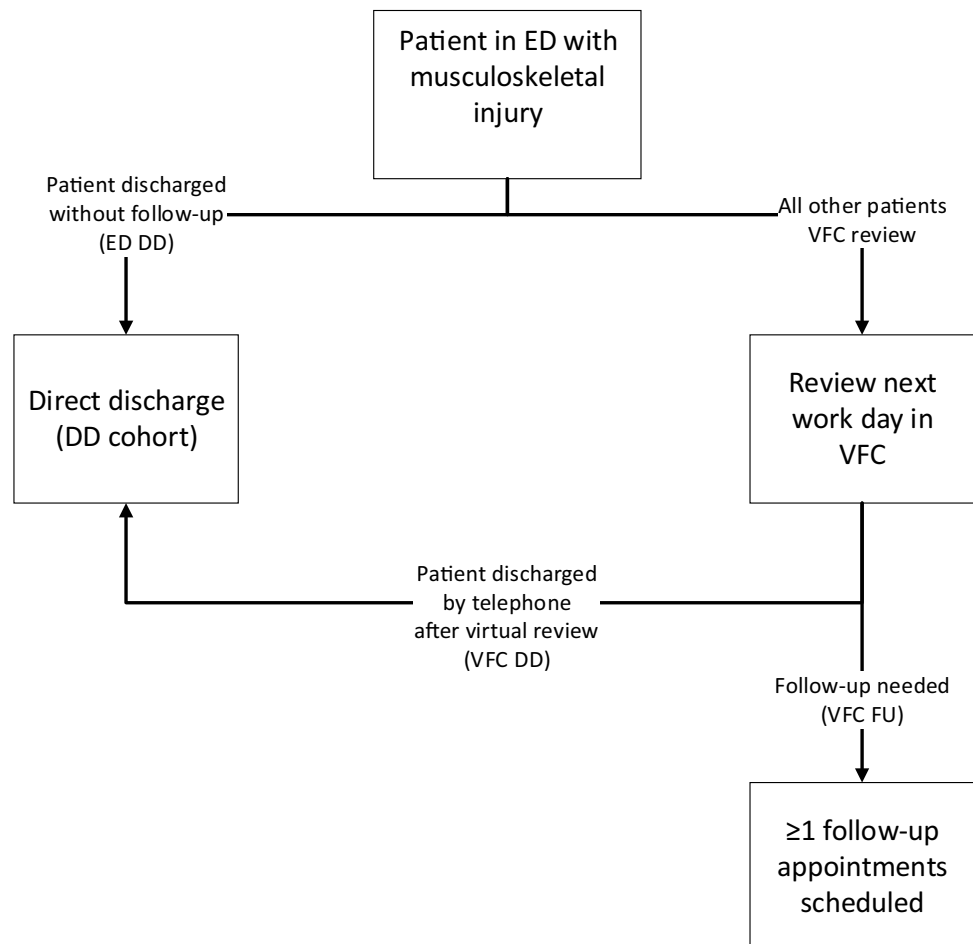 Patient in ED with
musculoskeletal
injury
Patient discharged
without follow-up
(ED DD)
All other patients
VFC review
Direct discharge
(DD cohort)
Review next
work day in
VFC
Patient discharged
by telephone
after virtual review
(VFC DD)
Follow-up needed
(VFC FU)
≥1 follow-up
appointments
scheduled